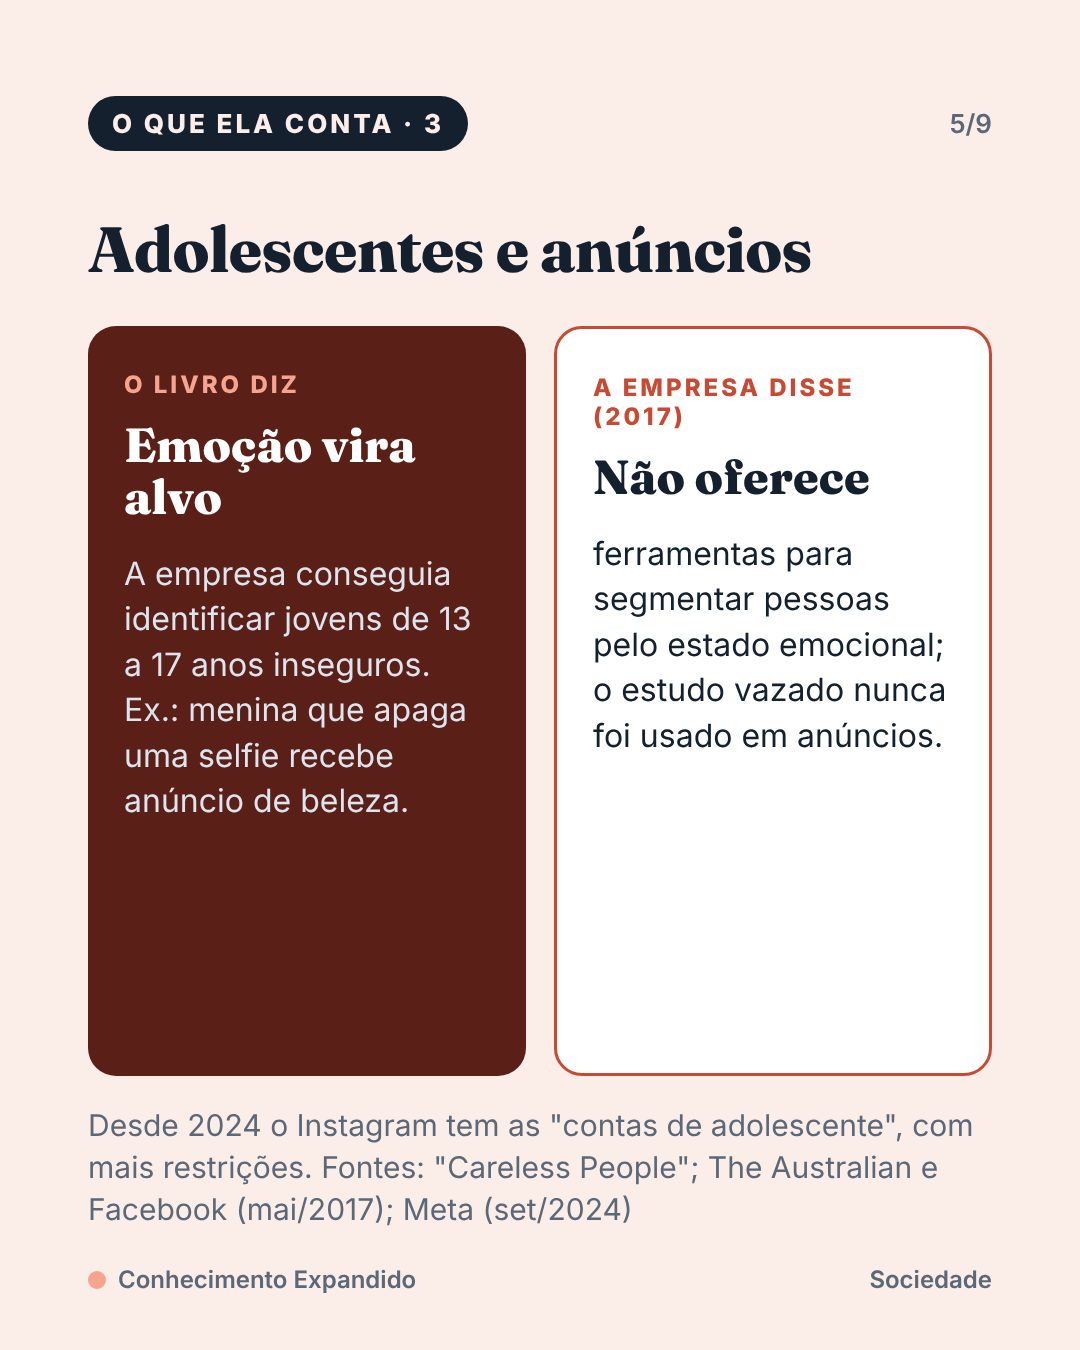 O QUE ELA CONTA · 3
5/9
Adolescentes e anúncios
O LIVRO DIZ
Emoção vira
alvo
A empresa conseguia
identificar jovens de 13
a 17 anos inseguros.
Ex.: menina que apaga
uma selfie recebe
anúncio de beleza.
A EMPRESA DISSE
(2017)
Não oferece
ferramentas para
segmentar pessoas
pelo estado emocional;
o estudo vazado nunca
foi usado em anúncios.
Desde 2024 o Instagram tem as "contas de adolescente", com
mais restrições. Fontes: "Careless People"; The Australian e
Facebook (mai/2017); Meta (set/2024)
Conhecimento Expandido
Sociedade